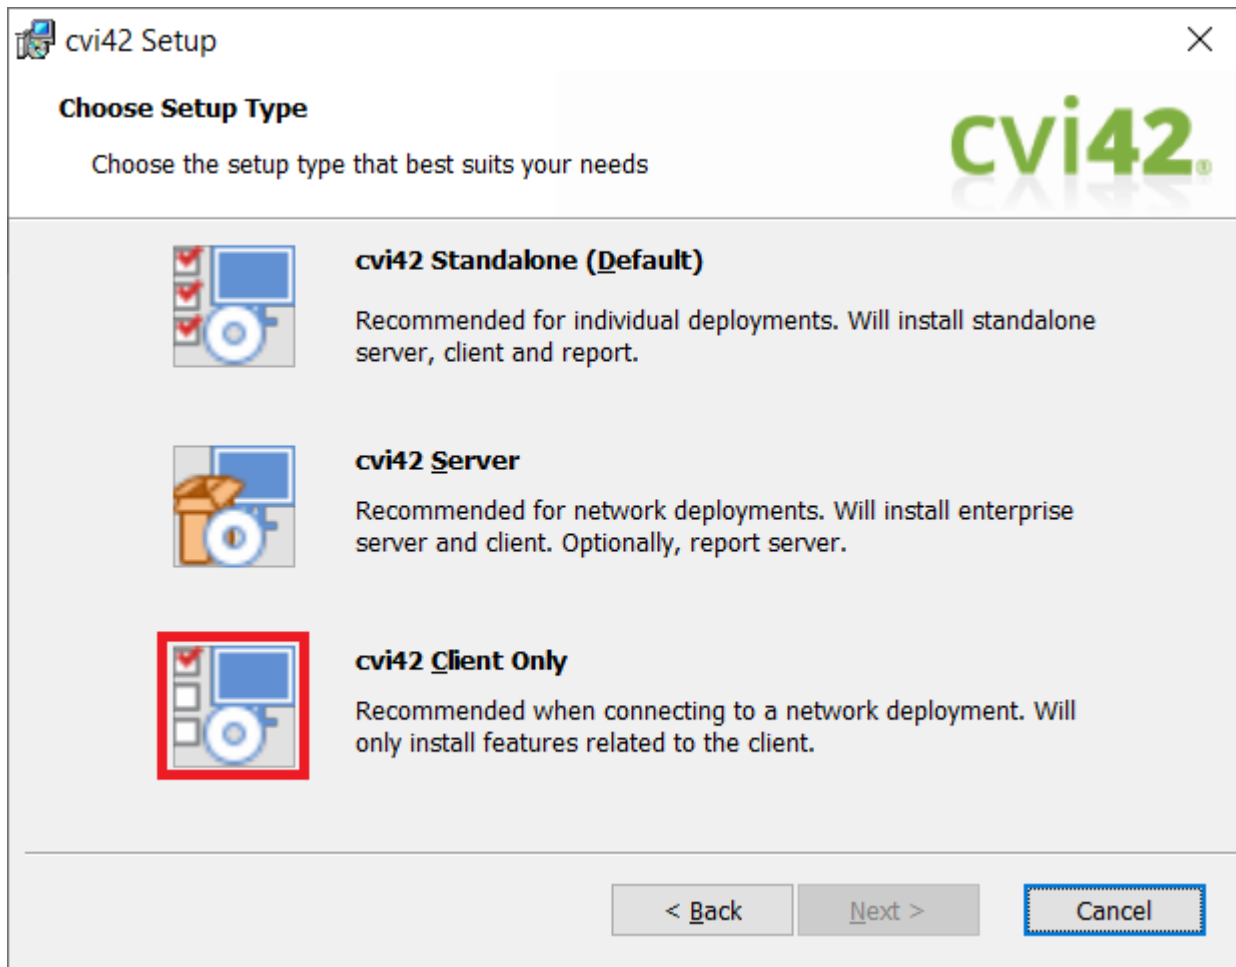 cvi42 Setup
Choose Setup Type
Choose the setup type that best suits your needs
cvi42®
cvi42 Standalone (Default)
Recommended for individual deployments. Will install standalone
server, client and report.
cvi42 Server
Recommended for network deployments. Will install enterprise
server and client. Optionally, report server.
cvi42 Client Only
Recommended when connecting to a network deployment. Will
only install features related to the client.
< Back
Next >
Cancel